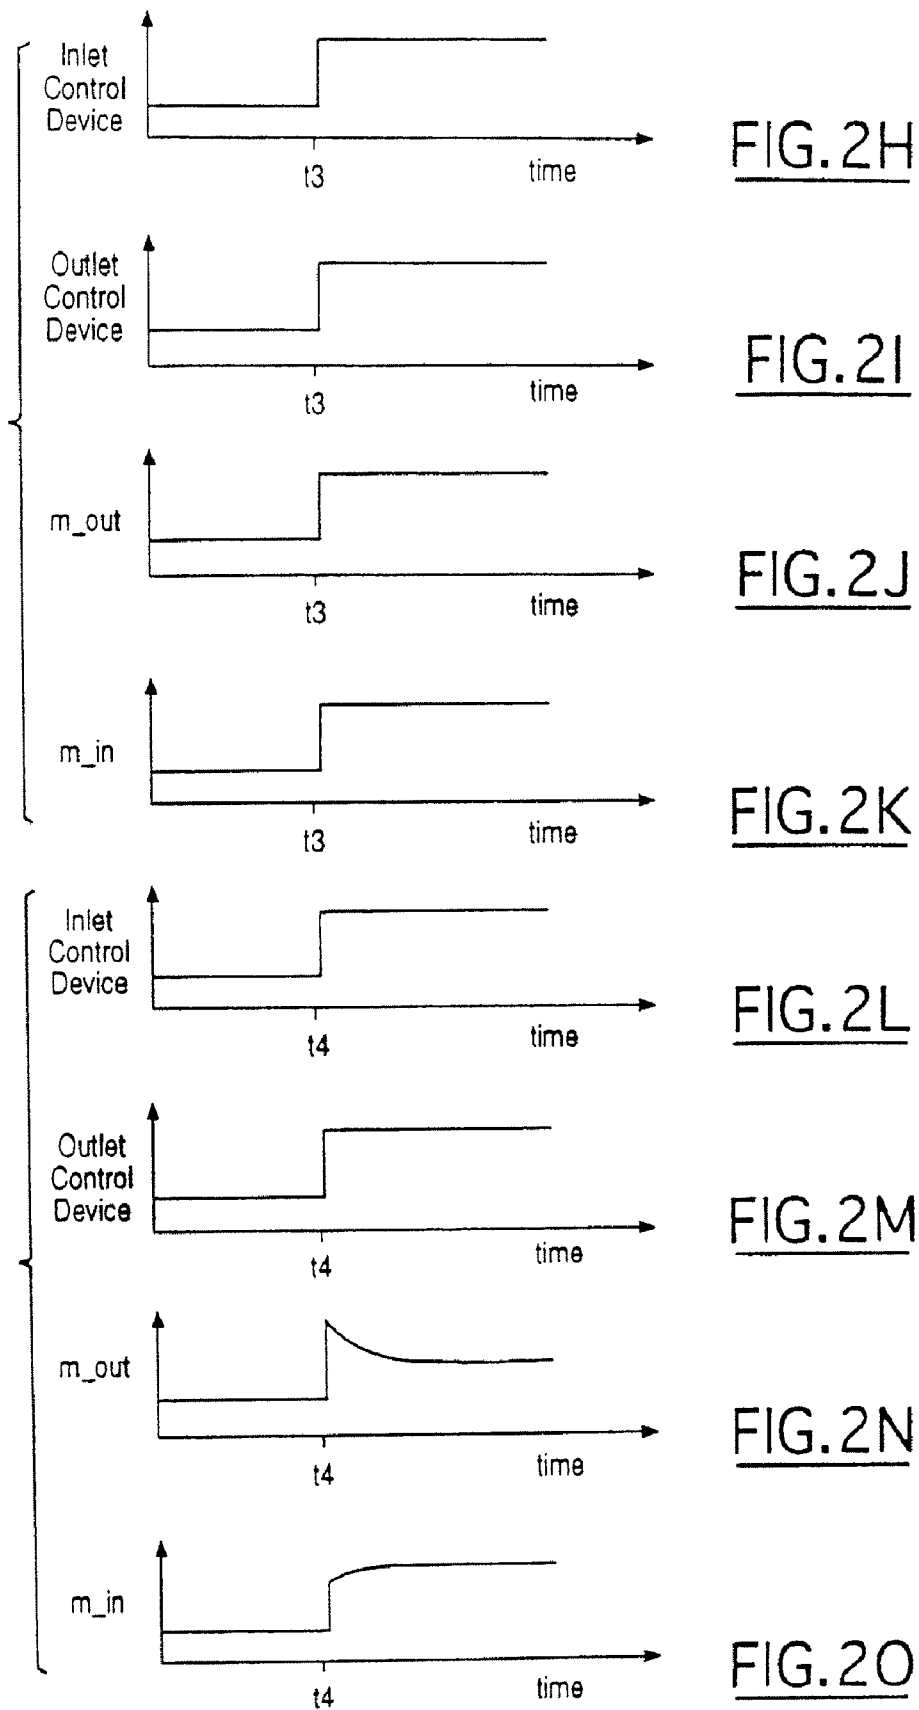 Inlet
Control
Device
t3
time
FIG.2H
Outlet
Control
Device
t3
time
FIG.2I
m_out
t3
time
FIG.2J
m_in
t3
time
FIG.2K
Inlet
Control
Device
t4
time
FIG.2L
Outlet
Control
Device
t4
time
FIG.2M
m_out
t4
time
FIG.2N
m_in
t4
time
FIG.2O